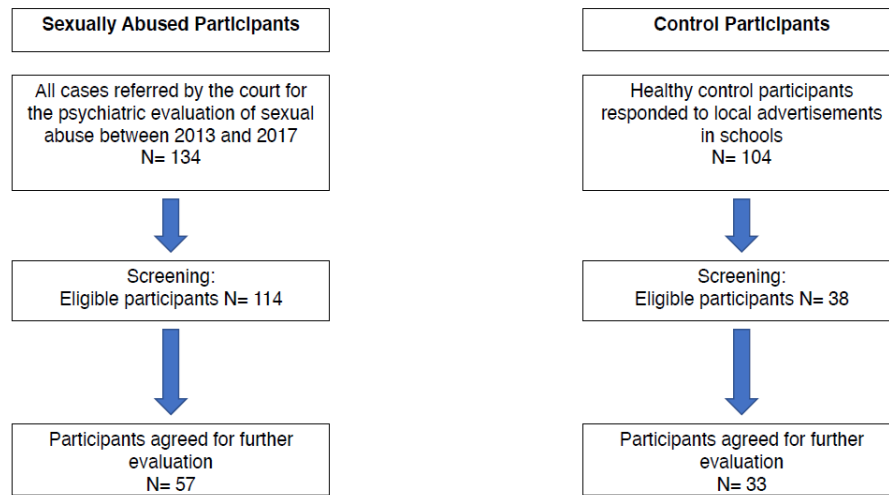 Sexually Abused Participants
All cases referred by the court for
the psychiatric evaluation of sexual
abuse between 2013 and 2017
N= 134
Screening:
Eligible participants N= 114
Participants agreed for further
evaluation
N= 57
Control Participants
Healthy control participants
responded to local advertisements
in schools
N= 104
Screening:
Eligible participants N= 38
Participants agreed for further
evaluation
N= 33